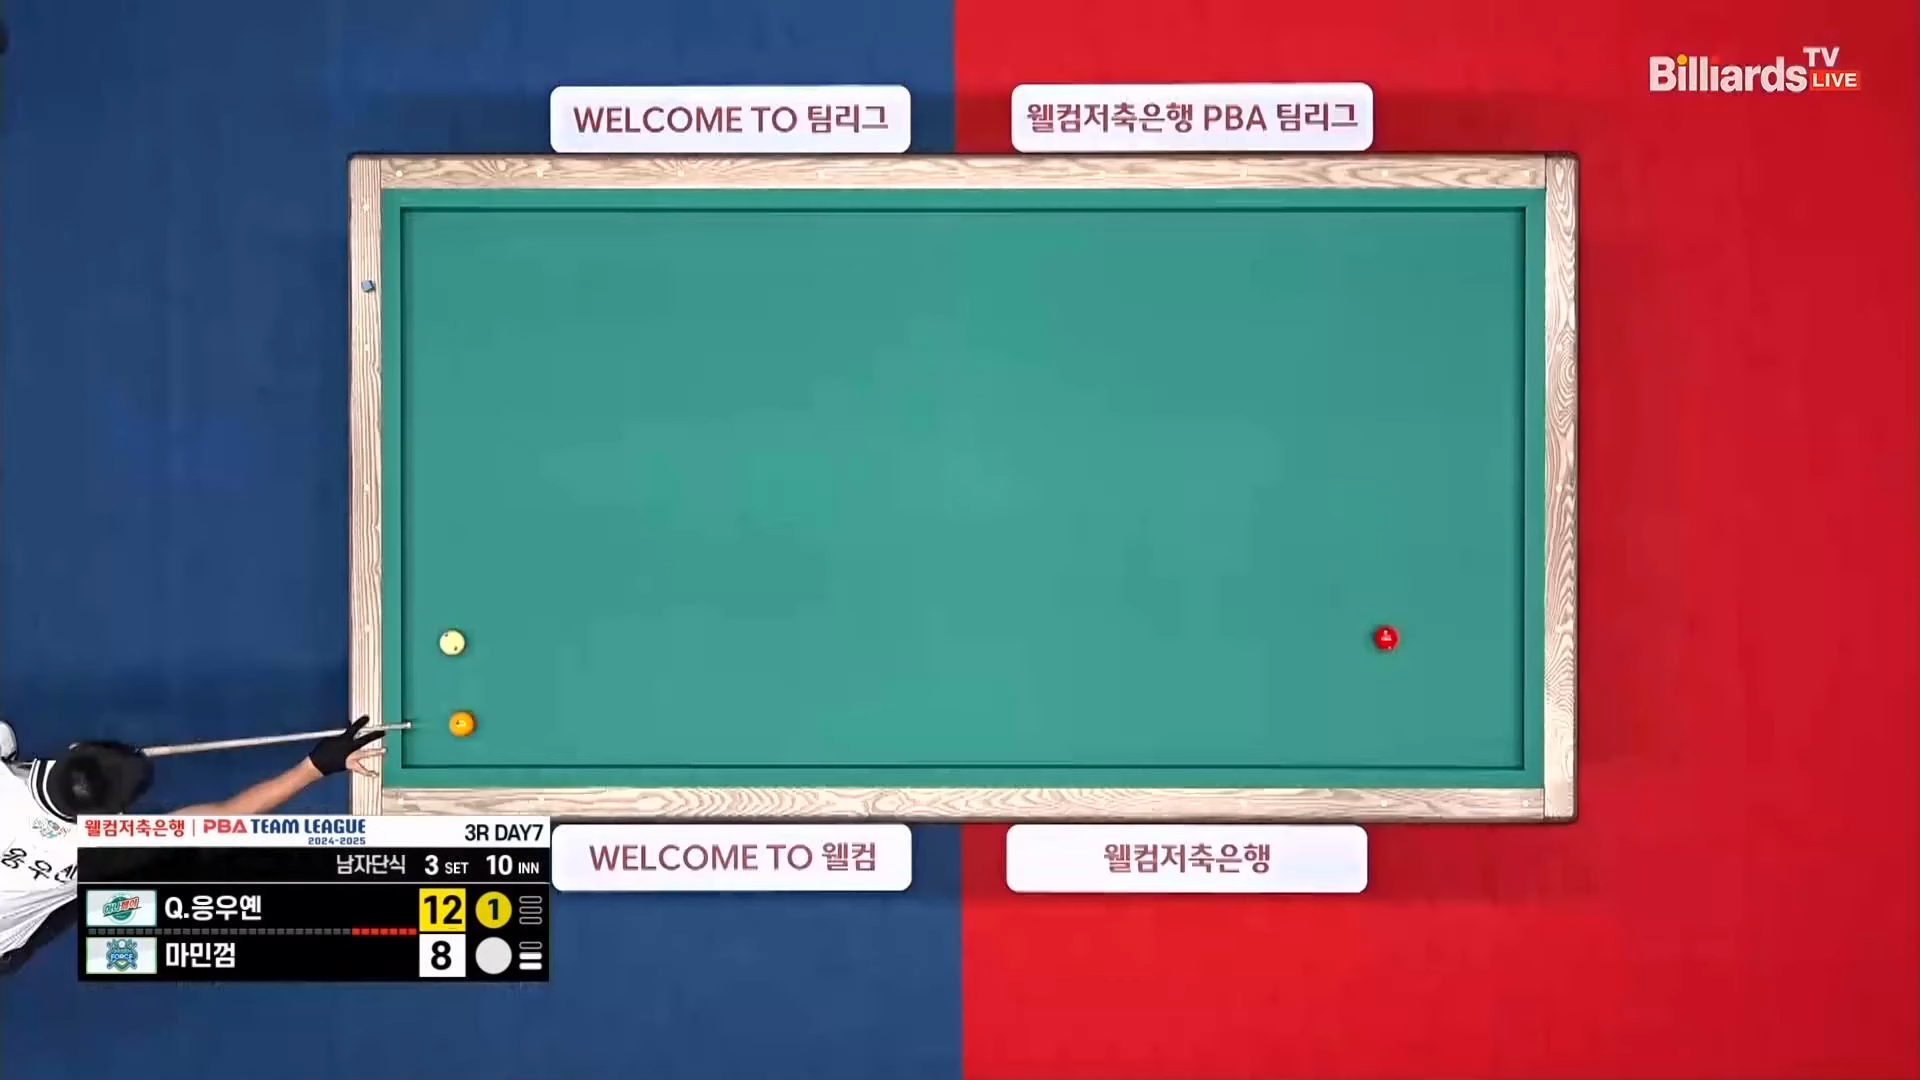 Billiards TV
LIVE
WELCOME TO 팀리그
웰컴저축은행 PBA 팀리그
웰컴저축은행 | PBA TEAM LEAGUE
2024-2025
3R DAY7
남자단식 3 SET 10 INN
Q.응우옌 12 1
마민껌 8
WELCOME TO 웰컴
웰컴저축은행